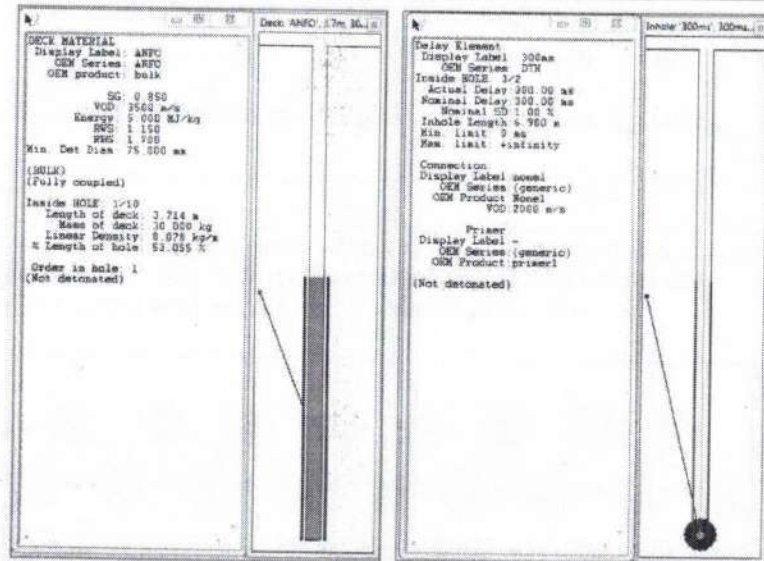 DECK MATERIAL
Display Label: ANFO
OEM Series: ANFO
OEM product: bulk
SG: 0.850
VOD: 3500 m/s
Energy: 5.000 MJ/kg
RWS: 1.150
RBS: 1.700
Min. Det Diam: 75.000 mm
(BULK)
(Fully coupled)
Inside HOLE: 1/10
Length of deck: 3.714 m
Mass of deck: 30.000 kg
Linear Density: 8.078 kg/m
% Length of hole: 53.055 %
Order in hole: 1
(Not detonated)
Deck: 'ANFO', 3.7m, 30...
Delay Element
Display Label 300ms
OEM Series DTH
Inside HOLE: 3/2
Actual Delay 300.00 ms
Nominal Delay 300.00 ms
Nominal SD 1.00 %
Inhole Length 6.980 m
Min. limit 0 ms
Max. limit: +infinity
Connection
Display Label nonel
OEM Series (generic)
OEM Product Nonel
VOD: 2000 m/s
Primer
Display Label -
OEM Series: (generic)
OEM Product: primer1
(Not detonated)
Inhole '300ms', 300ms,...